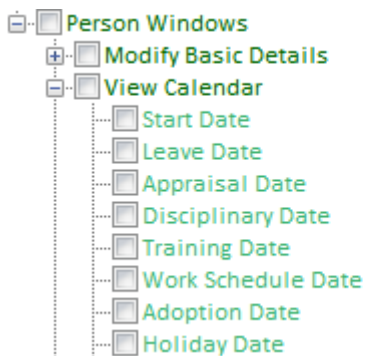 Person Windows
Modify Basic Details
View Calendar
Start Date
Leave Date
Appraisal Date
Disciplinary Date
Training Date
Work Schedule Date
Adoption Date
Holiday Date